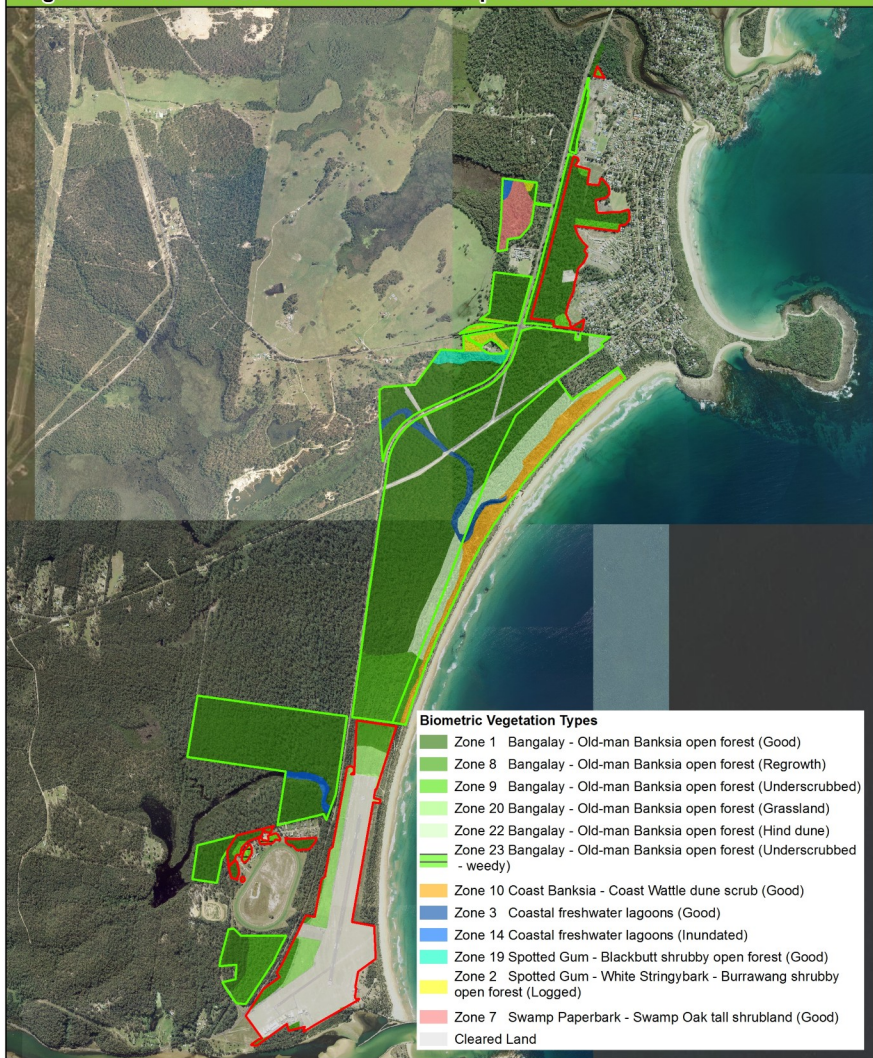 Biometric Vegetation Types
Zone 1 Bangalay - Old-man Banksia open forest (Good)
Zone 8 Bangalay - Old-man Banksia open forest (Regrowth)
Zone 9 Bangalay - Old-man Banksia open forest (Underscrubbed)
Zone 20 Bangalay - Old-man Banksia open forest (Grassland)
Zone 22 Bangalay - Old-man Banksia open forest (Hind dune)
Zone 23 Bangalay - Old-man Banksia open forest (Underscrubbed
- weedy)
Zone 10 Coast Banksia - Coast Wattle dune scrub (Good)
Zone 3 Coastal freshwater lagoons (Good)
Zone 14 Coastal freshwater lagoons (Inundated)
Zone 19 Spotted Gum - Blackbutt shrubby open forest (Good)
Zone 2 Spotted Gum - White Stringybark - Burrawang shrubby
open forest (Logged)
Zone 7 Swamp Paperbark - Swamp Oak tall shrubland (Good)
Cleared Land